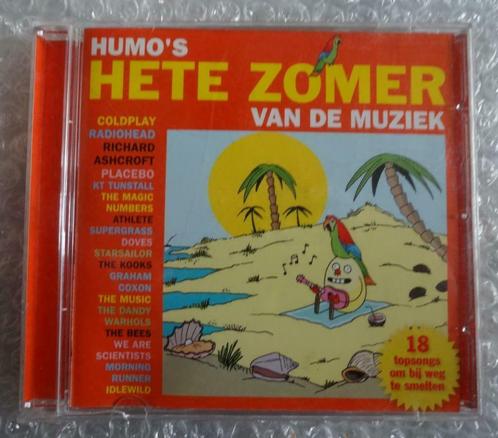 HUMO'S
HETE ZOMER
VAN DE MUZIEK
COLDPLAY
RADIOHEAD
RICHARD
ASHCROFT
PLACEBO
KT TUNSTALL
THE MAGIC
NUMBERS
ATHLETE
SUPERGRASS
DOVES
STARSAILOR
THE KOOKS
GRAHAM
COXON
THE MUSIC
THE DANDY
WARHOLS
THE BEES
WE ARE
SCIENTISTS
MORNING
RUNNER
IDLEWILD
18
topsongs
om bij weg
te smelten